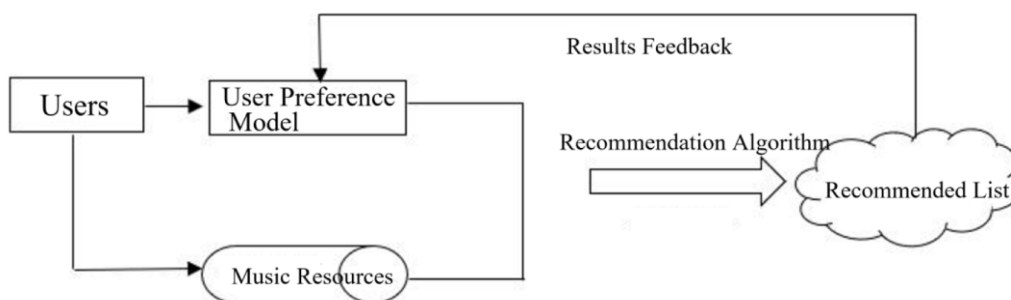 Results Feedback
Users
User Preference
Model
Recommendation Algorithm
Recommended List
Music Resources